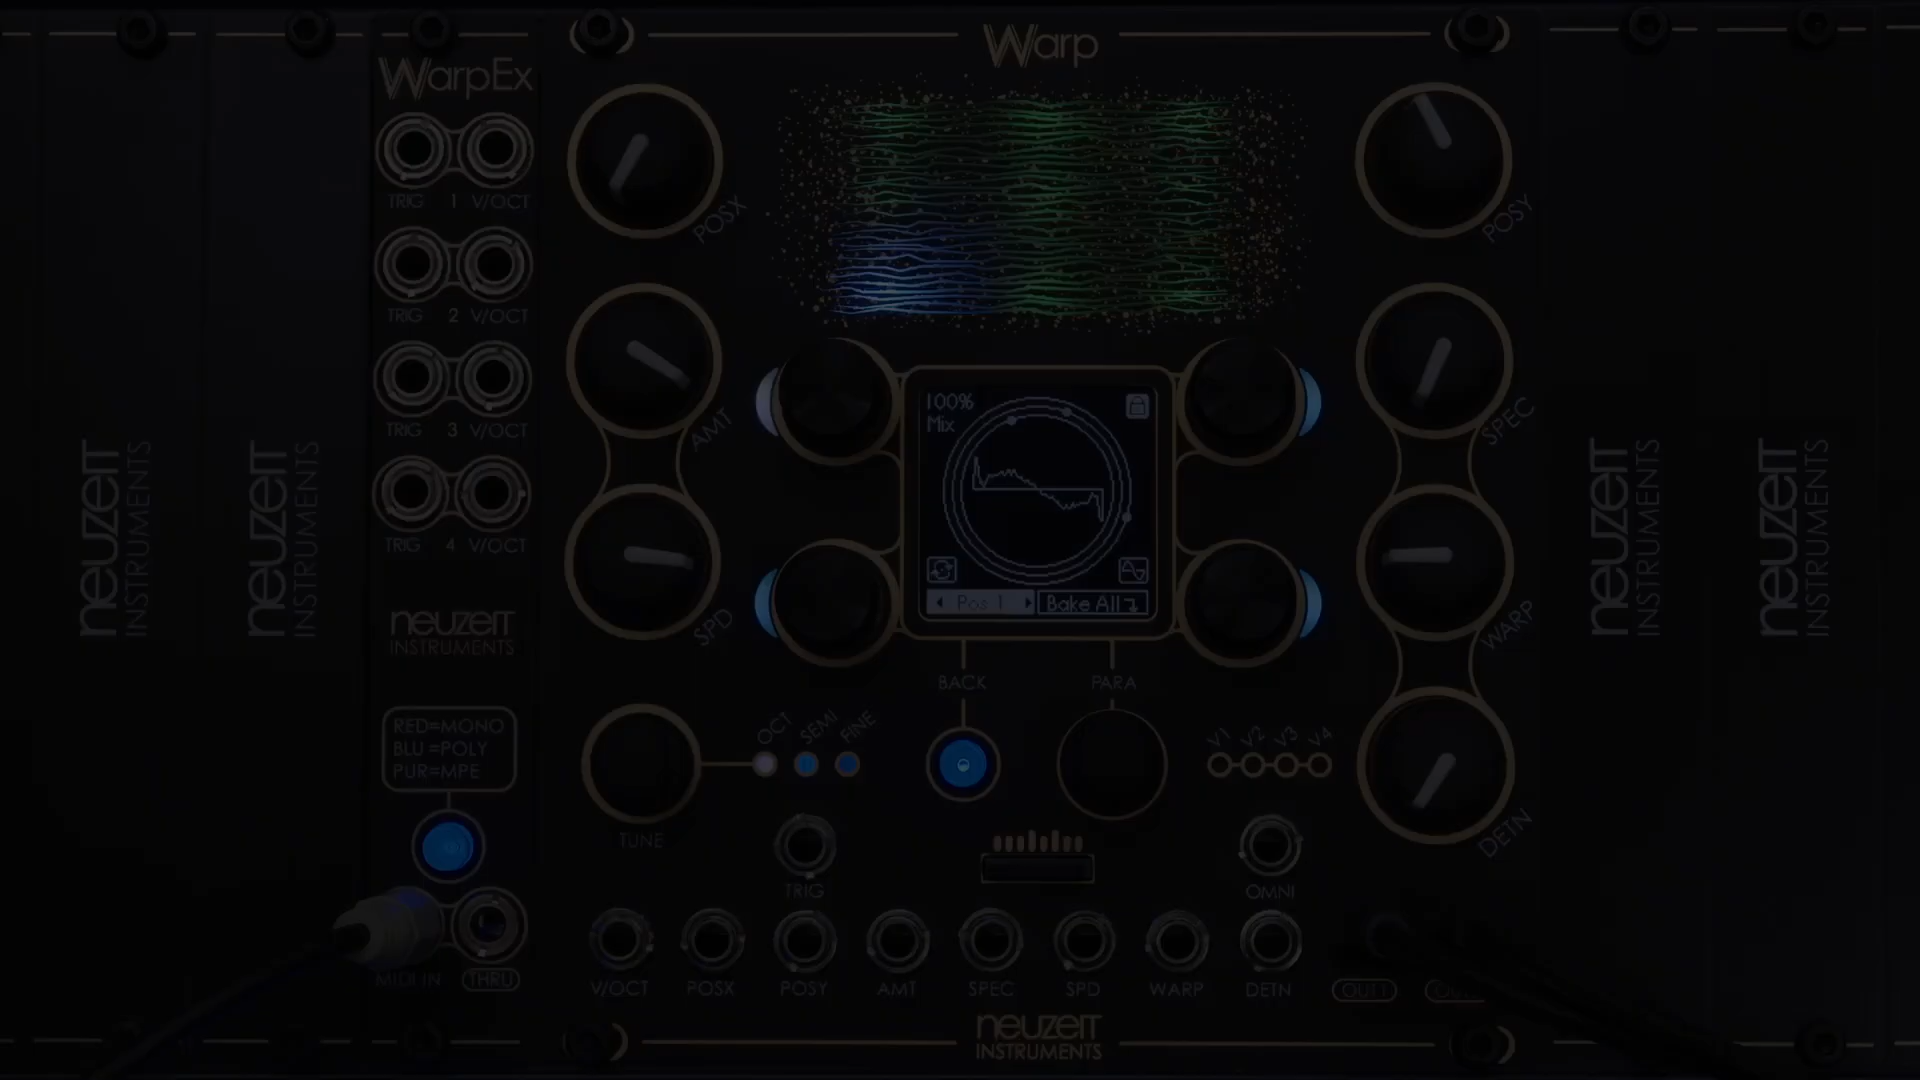 WarpEx
TRIG 1 V/OCT
TRIG 2 V/OCT
TRIG 3 V/OCT
TRIG 4 V/OCT
neuzeit
INSTRUMENTS
RED=MONO
BLU =POLY
PUR=MPE
MIDI IN
THRU
neuzeit
INSTRUMENTS
neuzeit
INSTRUMENTS
Warp
POSX
POSY
AMT
SPEC
SPD
WARP
100%
Mix
Pos 1
Bake All
BACK
PARA
TUNE
OCT
SEMI
FINE
V1
V2
V3
V4
DETN
TRIG
OMNI
V/OCT
POSX
POSY
AMT
SPEC
SPD
WARP
DETN
OUT1
neuzeit
INSTRUMENTS
neuzeit
INSTRUMENTS
neuzeit
INSTRUMENTS